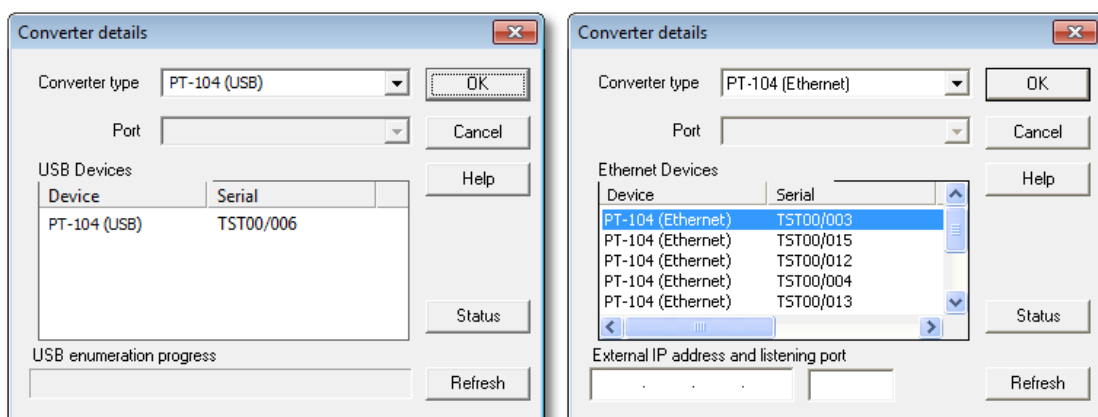 Converter details
Converter type PT-104 (USB) OK
Port Cancel
USB Devices Help
Device Serial
PT-104 (USB) TST00/006
Status
USB enumeration progress
Refresh
Converter details
Converter type PT-104 (Ethernet) OK
Port Cancel
Ethernet Devices Help
Device Serial
PT-104 (Ethernet) TST00/003
PT-104 (Ethernet) TST00/015
PT-104 (Ethernet) TST00/012
PT-104 (Ethernet) TST00/004
PT-104 (Ethernet) TST00/013
Status
External IP address and listening port
. . . Refresh